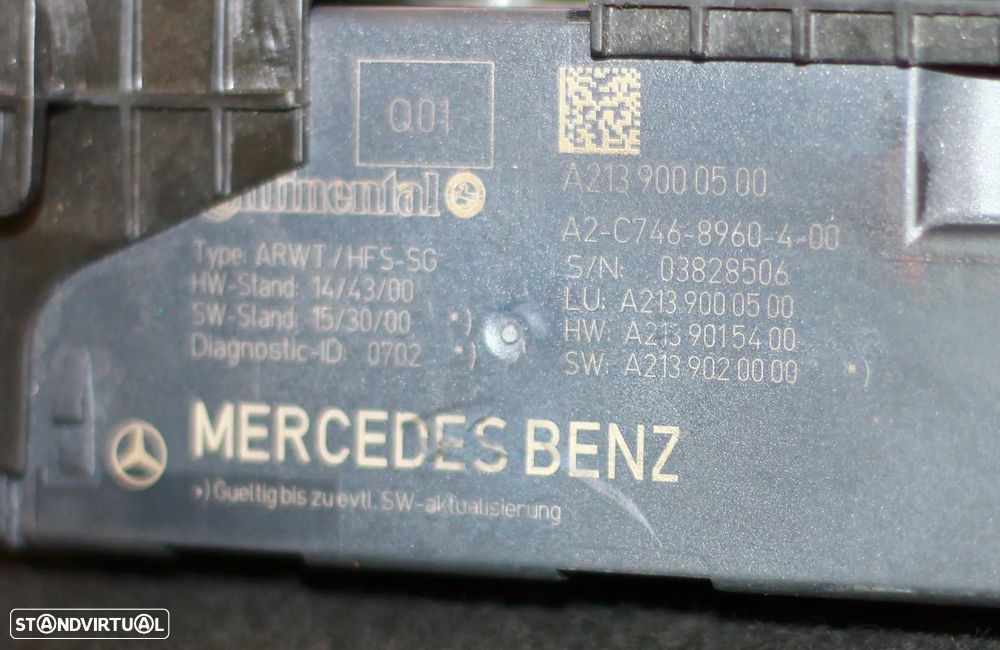 Q01
Continental
Type: ARWT/HFS-SG
HW-Stand: 14/43/00
SW-Stand: 15/30/00 *)
Diagnostic-ID: 0702 *)
A213 900 05 00
A2-C746-8960-4-00
S/N: 03828506
LU: A213 900 05 00
HW: A213 901 54 00
SW: A213 902 00 00 *)
MERCEDES BENZ
*) Gueltig bis zu evtl. SW-aktualisierung
STANDVIRTUAL